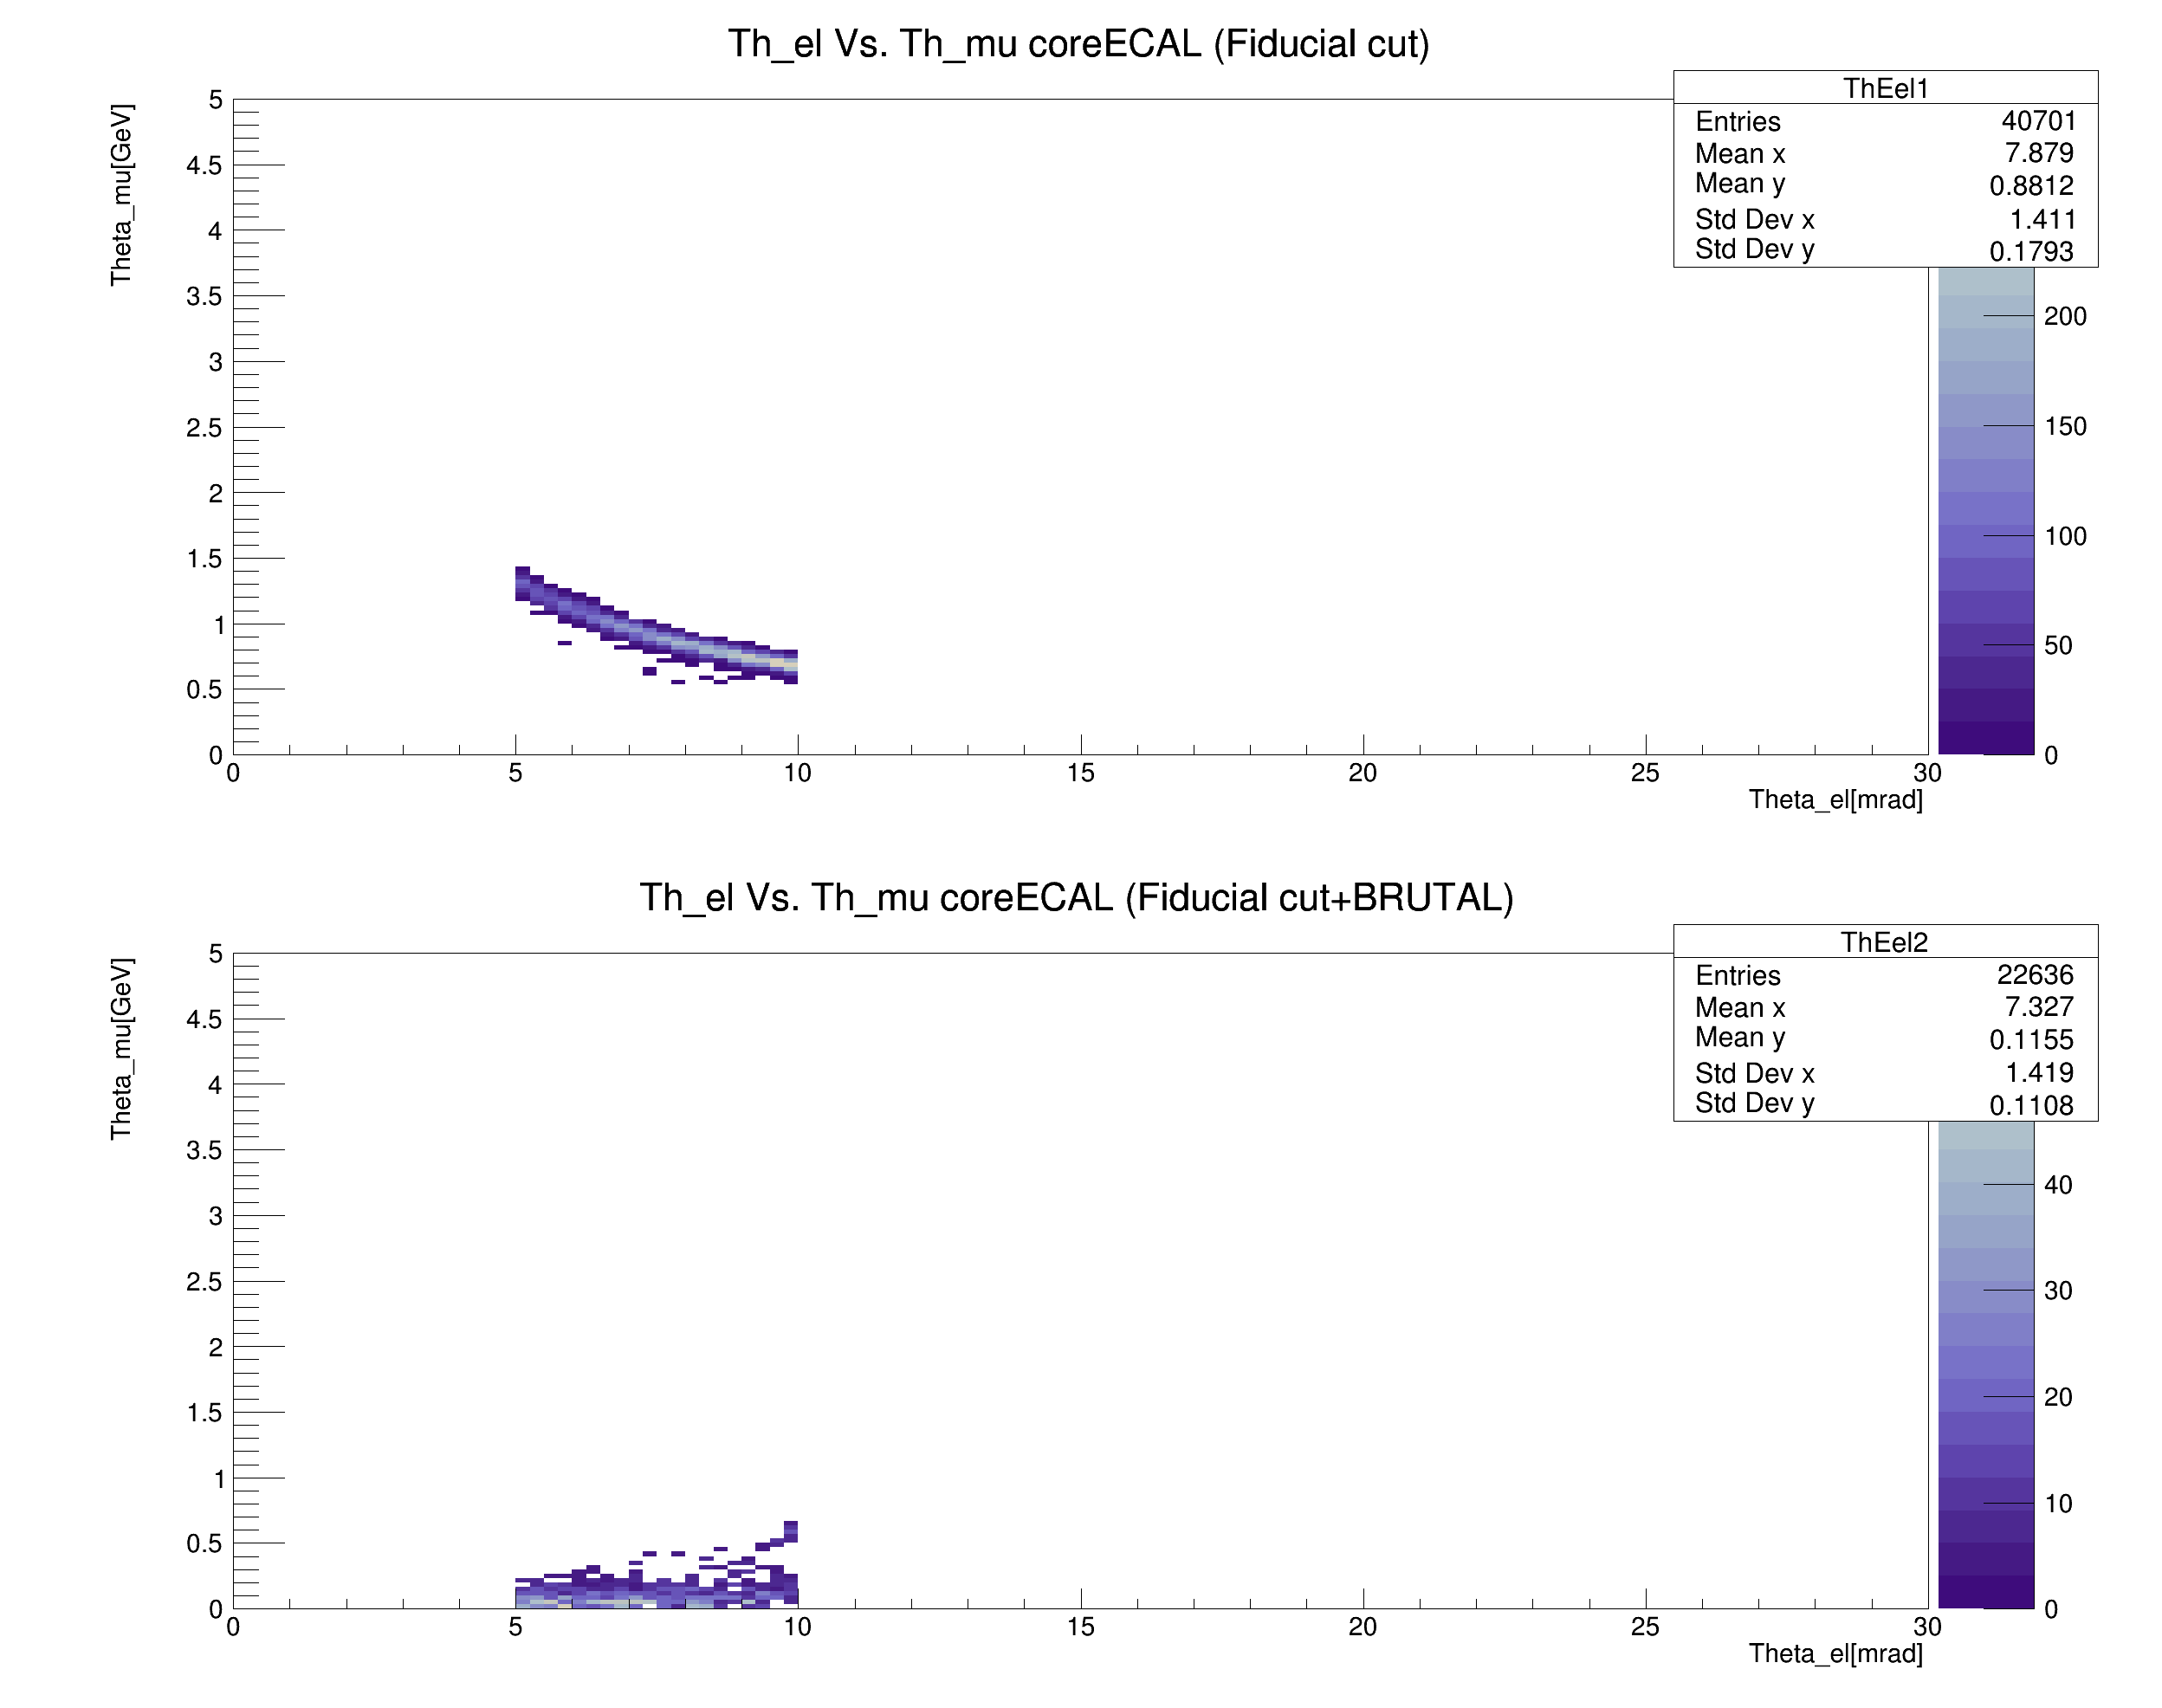 Th_el Vs. Th_mu coreECAL (Fiducial cut)
ThEel1
Entries 40701
Mean x 7.879
Mean y 0.8812
Std Dev x 1.411
Std Dev y 0.1793
Theta_mu[GeV]
5
4.5
4
3.5
3
2.5
2
1.5
1
0.5
0
0 5 10 15 20 25 30
Theta_el[mrad]
200
150
100
50
0
Th_el Vs. Th_mu coreECAL (Fiducial cut+BRUTAL)
ThEel2
Entries 22636
Mean x 7.327
Mean y 0.1155
Std Dev x 1.419
Std Dev y 0.1108
Theta_mu[GeV]
5
4.5
4
3.5
3
2.5
2
1.5
1
0.5
0
0 5 10 15 20 25 30
Theta_el[mrad]
40
30
20
10
0